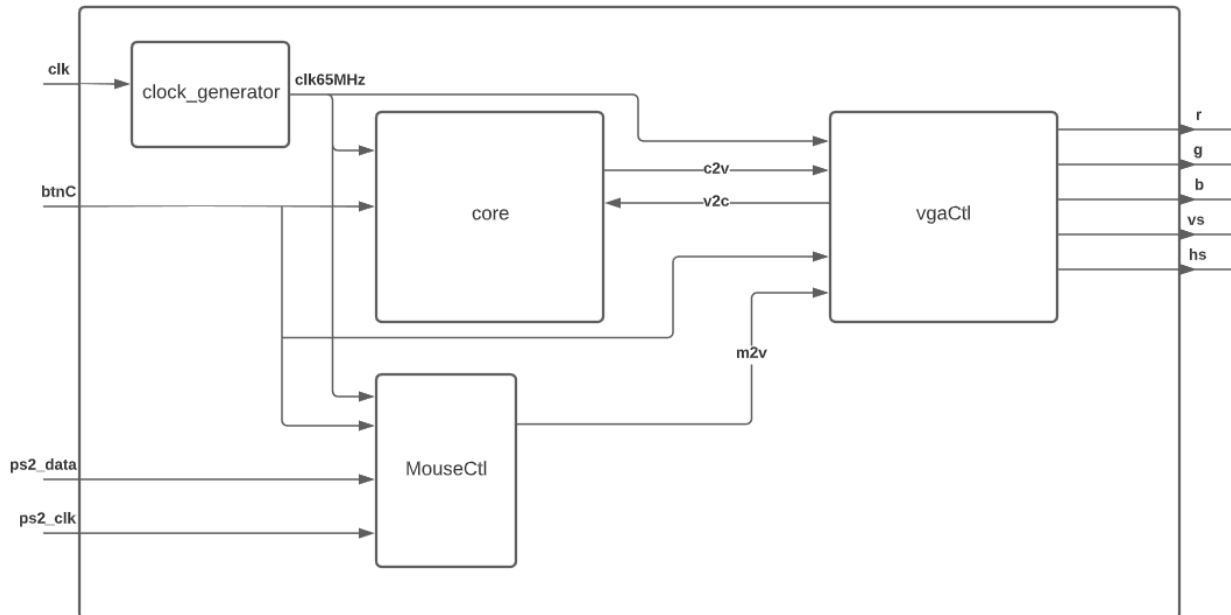 clk
clock_generator
clk65MHz
btnC
core
c2v
v2c
vgaCtl
r
g
b
vs
hs
m2v
MouseCtl
ps2_data
ps2_clk